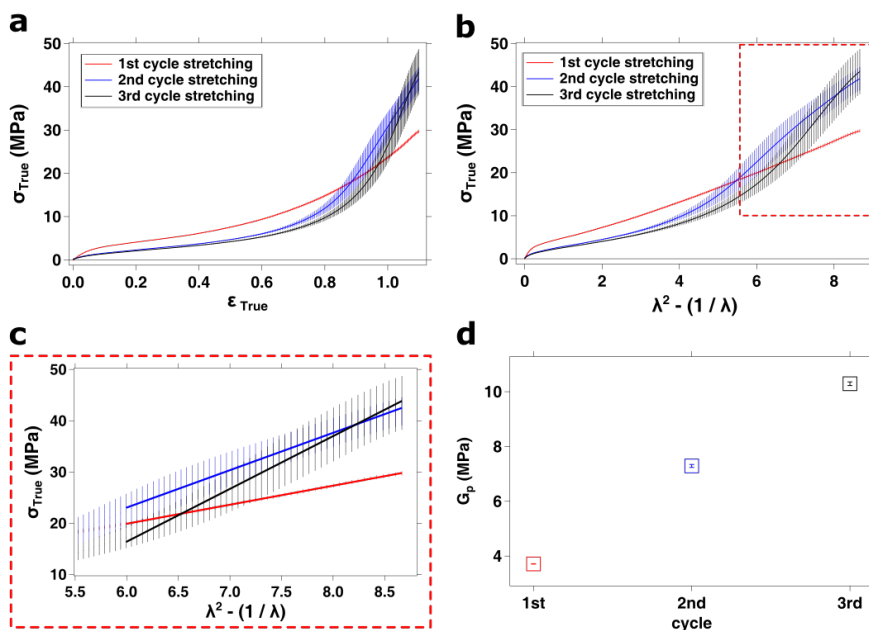 a
50
40
30
20
10
0
σTrue (MPa)
1st cycle stretching
2nd cycle stretching
3rd cycle stretching
0.0 0.2 0.4 0.6 0.8 1.0
ε True
b
50
40
30
20
10
0
σTrue (MPa)
1st cycle stretching
2nd cycle stretching
3rd cycle stretching
0 2 4 6 8
λ² - (1 / λ)
c
50
40
30
20
10
σTrue (MPa)
5.5 6.0 6.5 7.0 7.5 8.0 8.5
λ² - (1 / λ)
d
10
8
6
4
Gp (MPa)
1st 2nd 3rd
cycle